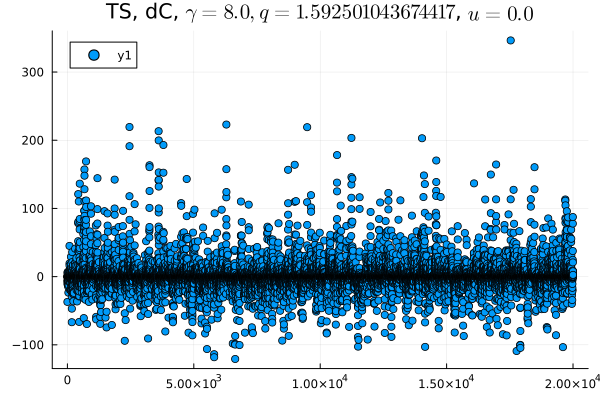 TS, dC, γ = 8.0, q = 1.592501043674417, u = 0.0
y1
300
200
100
0
−100
0 5.00×10³ 1.00×10⁴ 1.50×10⁴ 2.00×10⁴